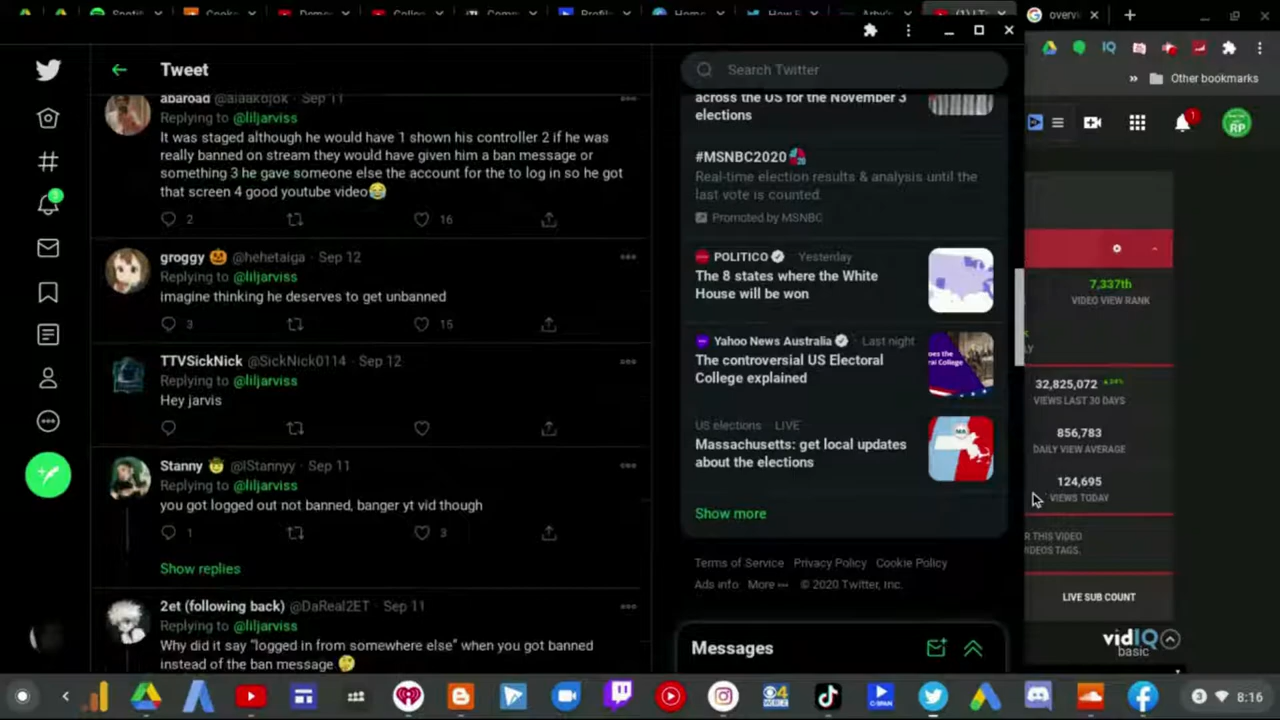 overvi
Other bookmarks
Tweet
Search Twitter
abaroad @alaakdjok · Sep 11
Replying to @liljarviss
It was staged although he would have 1 shown his controller 2 if he was
really banned on stream they would have given him a ban message or
something 3 he gave someone else the account for the to log in so he got
that screen 4 good youtube video😂
2 16
groggy 🎃 @hehetaiga · Sep 12
Replying to @liljarviss
imagine thinking he deserves to get unbanned
3 15
TTVSickNick @SickNick0114 · Sep 12
Replying to @liljarviss
Hey jarvis
Stanny 🤠 @IStannyy · Sep 11
Replying to @liljarviss
you got logged out not banned, banger yt vid though
1 3
Show replies
2et (following back) @DaReal2ET · Sep 11
Replying to @liljarviss
Why did it say "logged in from somewhere else" when you got banned
instead of the ban message 🤔
across the US for the November 3
elections
#MSNBC2020
Real-time election results & analysis until the
last vote is counted.
Promoted by MSNBC
POLITICO · Yesterday
The 8 states where the White
House will be won
Yahoo News Australia · Last night
The controversial US Electoral
College explained
US elections · LIVE
Massachusetts: get local updates
about the elections
Show more
Terms of Service Privacy Policy Cookie Policy
Ads info More ··· © 2020 Twitter, Inc.
Messages
RP
7,337th
VIDEO VIEW RANK
32,825,072
VIEWS LAST 30 DAYS
856,783
DAILY VIEW AVERAGE
124,695
VIEWS TODAY
R THIS VIDEO
IDEOS TAGS.
LIVE SUB COUNT
vidIQ
basic
3 8:16